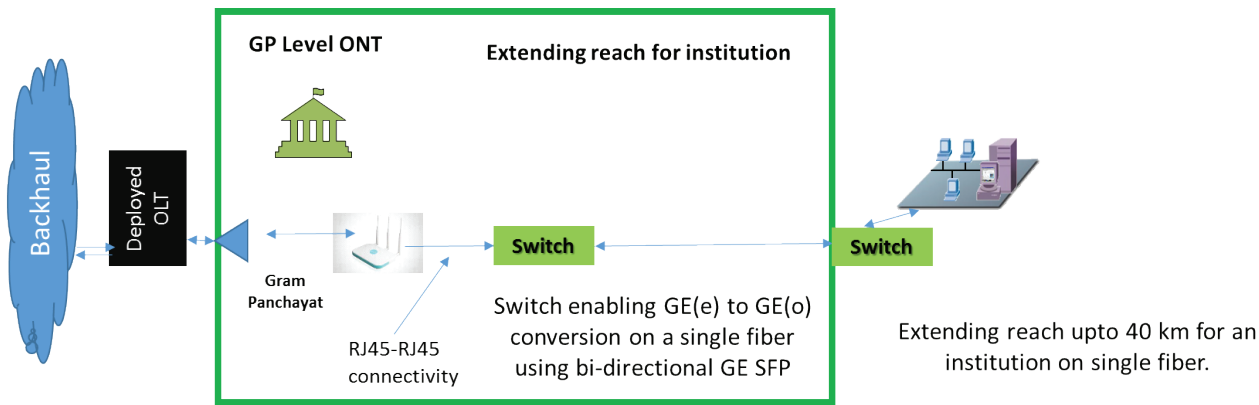 GP Level ONT
Extending reach for institution
Backhaul
Deployed
OLT
Switch
Switch
Gram
Panchayat
RJ45-RJ45
connectivity
Switch enabling GE(e) to GE(o)
conversion on a single fiber
using bi-directional GE SFP
Extending reach upto 40 km for an
institution on single fiber.